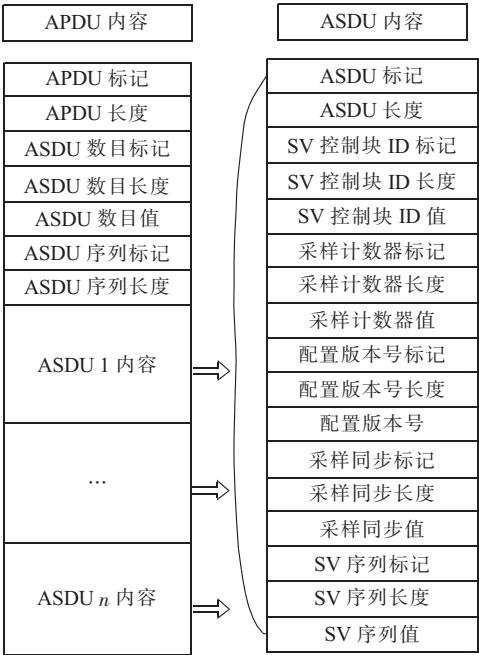 APDU 内容
APDU 标记
APDU 长度
ASDU 数目标记
ASDU 数目长度
ASDU 数目值
ASDU 序列标记
ASDU 序列长度
ASDU 1 内容
…
ASDU n 内容
ASDU 内容
ASDU 标记
ASDU 长度
SV 控制块 ID 标记
SV 控制块 ID 长度
SV 控制块 ID 值
采样计数器标记
采样计数器长度
采样计数器值
配置版本号标记
配置版本号长度
配置版本号
采样同步标记
采样同步长度
采样同步值
SV 序列标记
SV 序列长度
SV 序列值